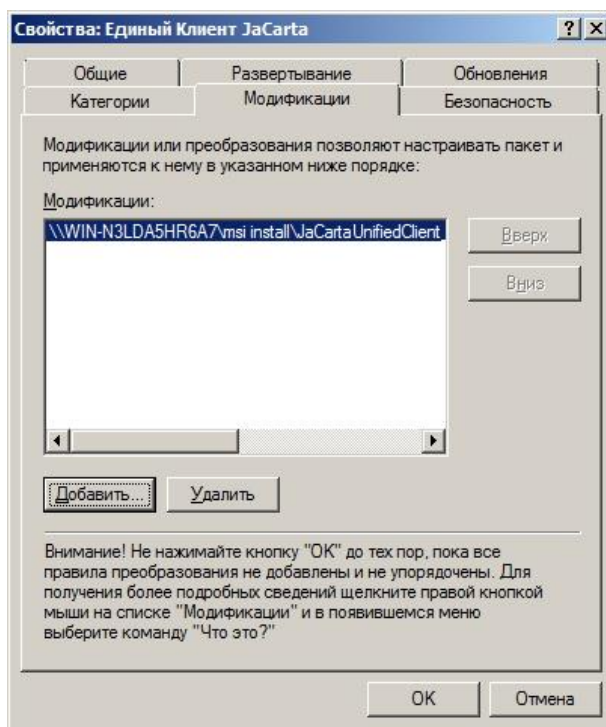 Свойства: Единый Клиент JaCarta
Общие
Развертывание
Обновления
Категории
Модификации
Безопасность
Модификации или преобразования позволяют настраивать пакет и
применяются к нему в указанном ниже порядке:
Модификации:
\\WIN-N3LDA5HR6A7\msi install\JaCartaUnifiedClient_
Вверх
Вниз
Добавить...
Удалить
Внимание! Не нажимайте кнопку "ОК" до тех пор, пока все
правила преобразования не добавлены и не упорядочены. Для
получения более подробных сведений щелкните правой кнопкой
мыши на списке "Модификации" и в появившемся меню
выберите команду "Что это?"
ОК
Отмена